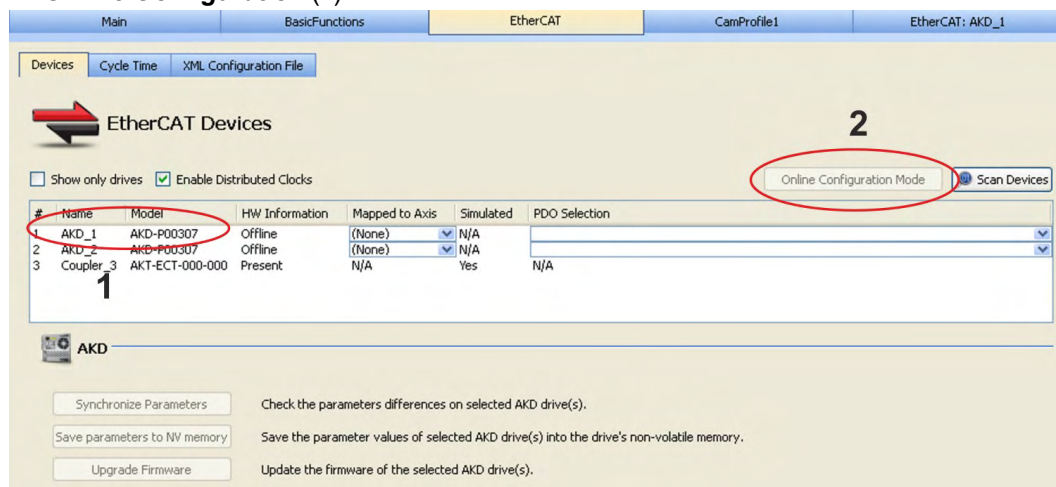 Main BasicFunctions EtherCAT CamProfile1 EtherCAT: AKD_1
Devices Cycle Time XML Configuration File
EtherCAT Devices
2
Show only drives Enable Distributed Clocks Online Configuration Mode Scan Devices
# Name Model HW Information Mapped to Axis Simulated PDO Selection
1 AKD_1 AKD-P00307 Offline (None) N/A
2 AKD_2 AKD-P00307 Offline (None) N/A
3 Coupler_3 AKT-ECT-000-000 Present N/A Yes N/A
1
AKD
Synchronize Parameters Check the parameters differences on selected AKD drive(s).
Save parameters to NV memory Save the parameter values of selected AKD drive(s) into the drive's non-volatile memory.
Upgrade Firmware Update the firmware of the selected AKD drive(s).